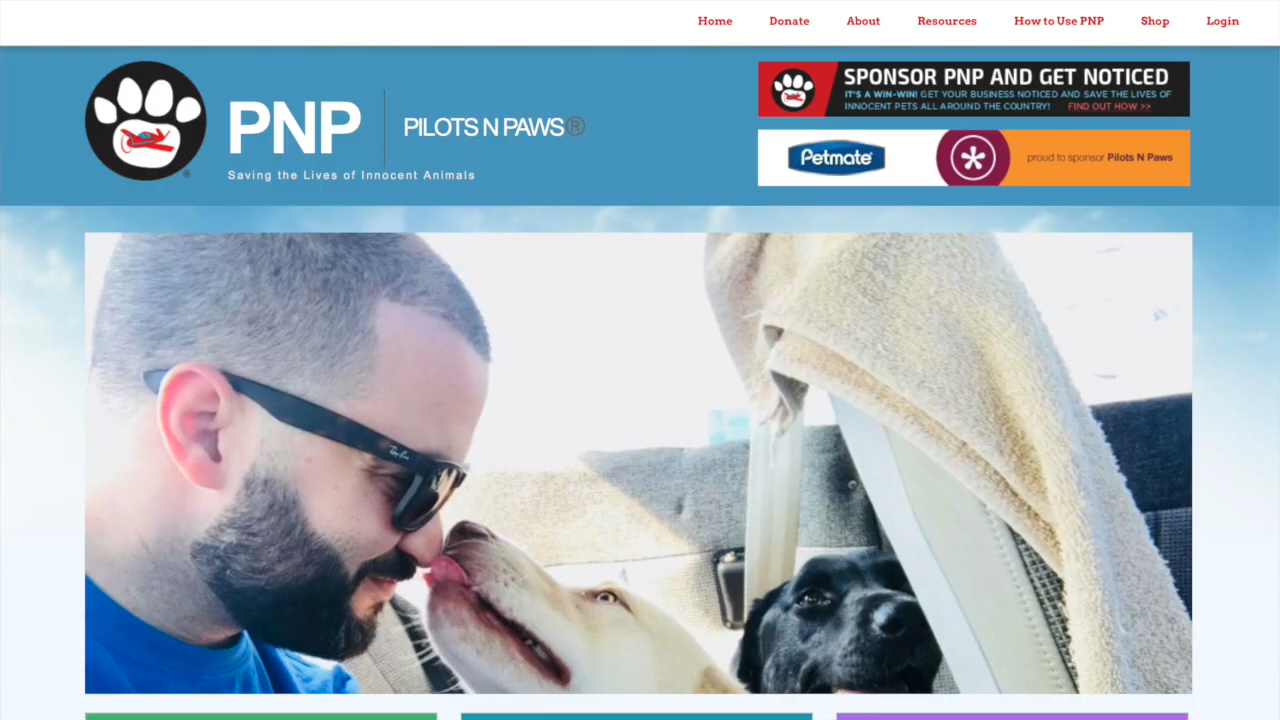 Home Donate About Resources How to Use PNP Shop Login
PNP
PILOTS N PAWS®
Saving the Lives of Innocent Animals
®
SPONSOR PNP AND GET NOTICED
IT'S A WIN-WIN! GET YOUR BUSINESS NOTICED AND SAVE THE LIVES OF
INNOCENT PETS ALL AROUND THE COUNTRY! FIND OUT HOW >>
Petmate
proud to sponsor Pilots N Paws
Ray-Ban